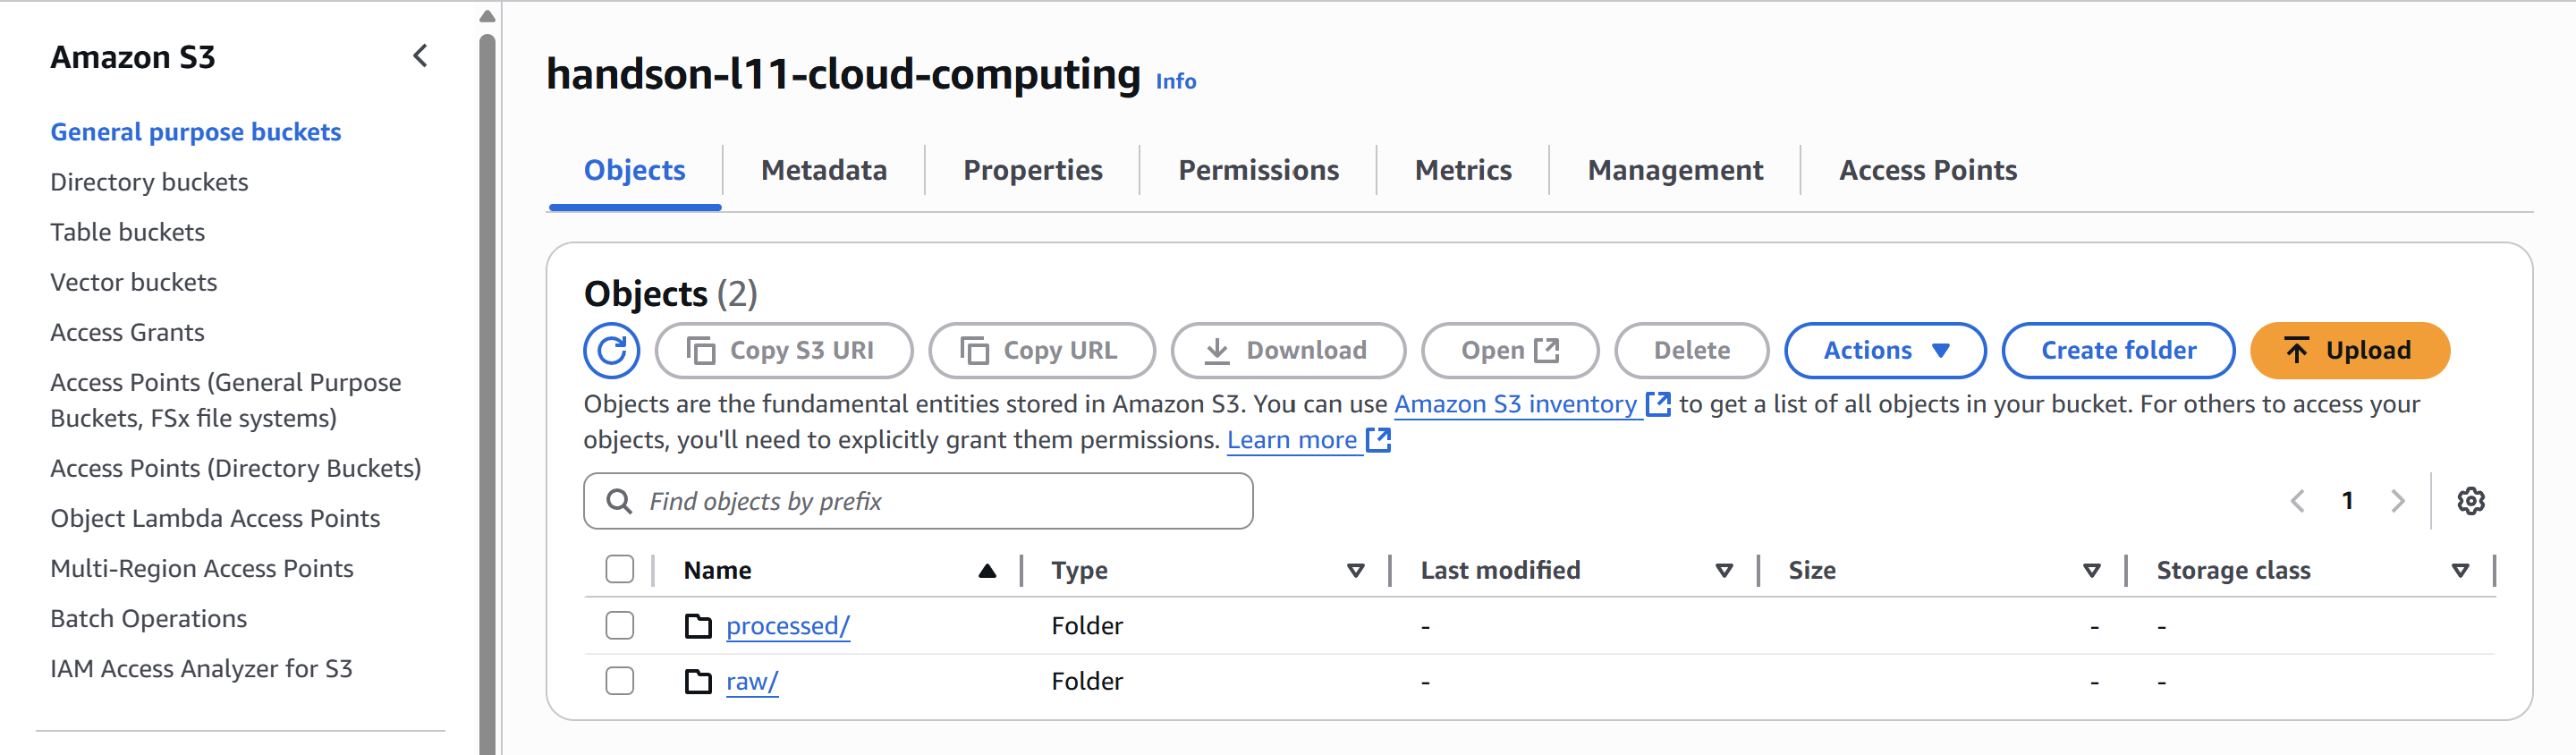 Amazon S3
General purpose buckets
Directory buckets
Table buckets
Vector buckets
Access Grants
Access Points (General Purpose
Buckets, FSx file systems)
Access Points (Directory Buckets)
Object Lambda Access Points
Multi-Region Access Points
Batch Operations
IAM Access Analyzer for S3
handson-l11-cloud-computing Info
Objects Metadata Properties Permissions Metrics Management Access Points
Objects (2)
Copy S3 URI Copy URL Download Open Delete Actions Create folder Upload
Objects are the fundamental entities stored in Amazon S3. You can use Amazon S3 inventory to get a list of all objects in your bucket. For others to access your
objects, you'll need to explicitly grant them permissions. Learn more
Find objects by prefix
1
Name Type Last modified Size Storage class
processed/ Folder - - -
raw/ Folder - - -